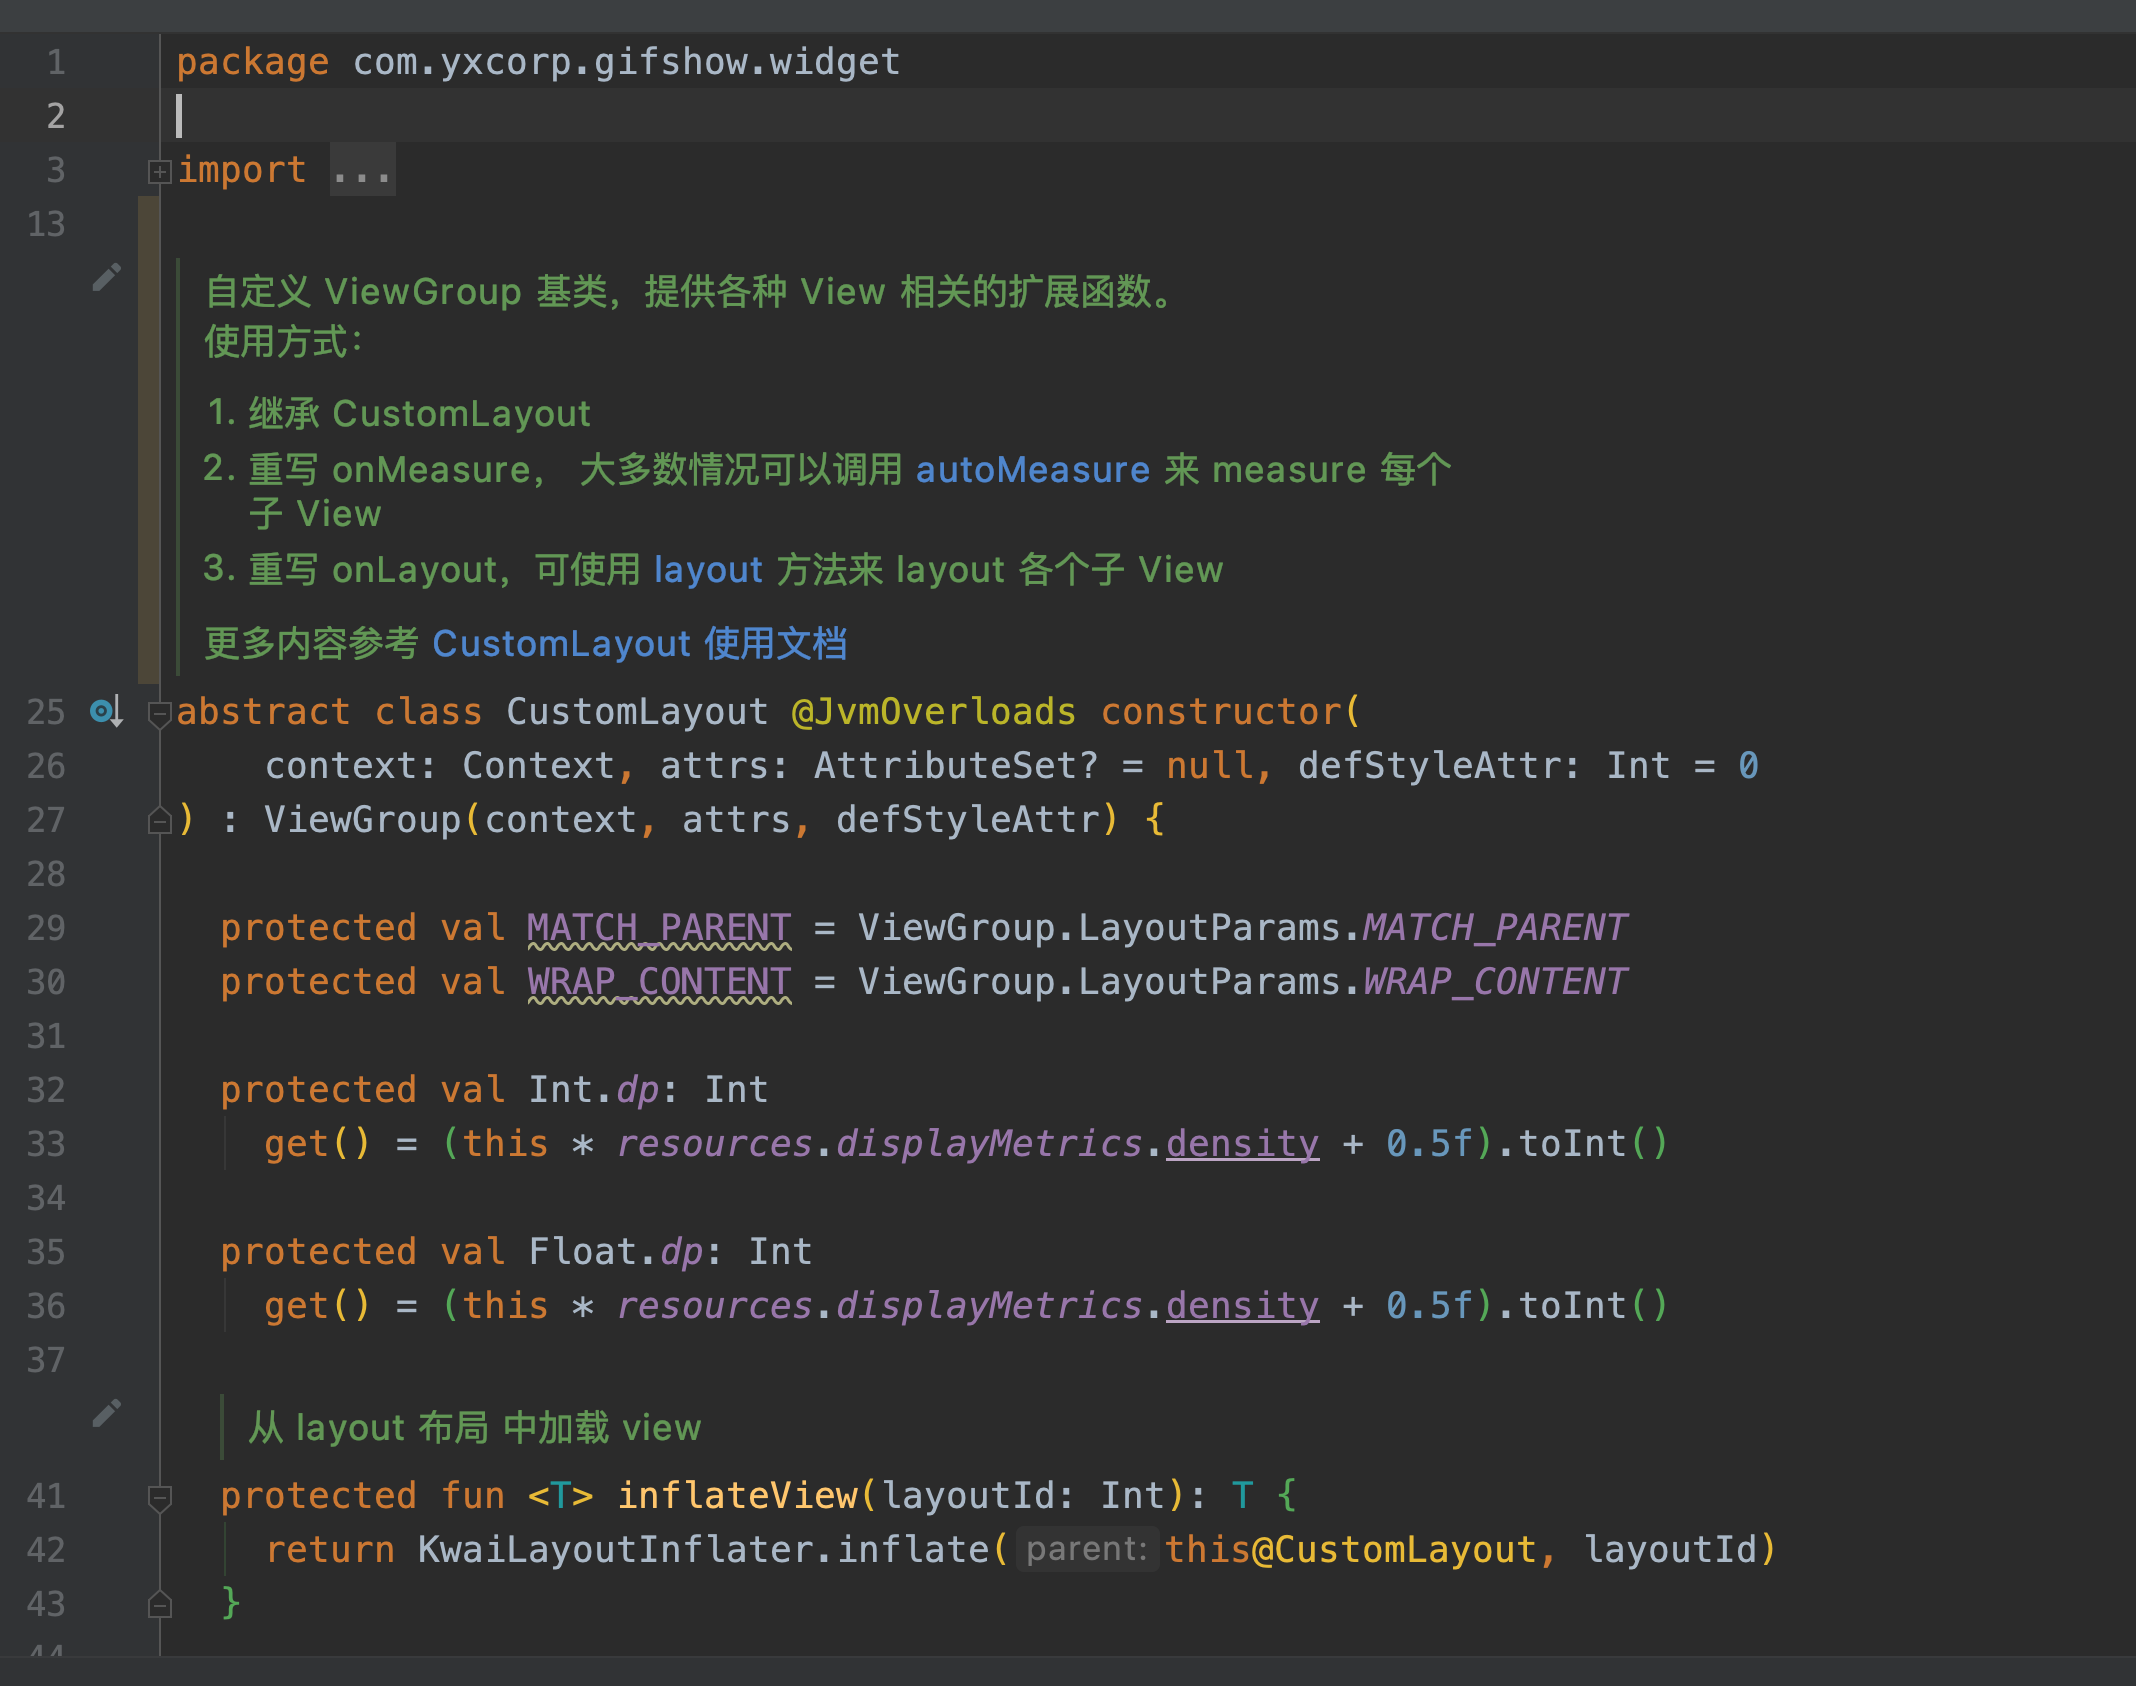 1 package com.yxcorp.gifshow.widget
2
3 import ...
13
自定义 ViewGroup 基类，提供各种 View 相关的扩展函数。
使用方式：
1. 继承 CustomLayout
2. 重写 onMeasure， 大多数情况可以调用 autoMeasure 来 measure 每个
子 View
3. 重写 onLayout，可使用 layout 方法来 layout 各个子 View
更多内容参考 CustomLayout 使用文档
25 abstract class CustomLayout @JvmOverloads constructor(
26 context: Context, attrs: AttributeSet? = null, defStyleAttr: Int = 0
27 ) : ViewGroup(context, attrs, defStyleAttr) {
28
29 protected val MATCH_PARENT = ViewGroup.LayoutParams.MATCH_PARENT
30 protected val WRAP_CONTENT = ViewGroup.LayoutParams.WRAP_CONTENT
31
32 protected val Int.dp: Int
33 get() = (this * resources.displayMetrics.density + 0.5f).toInt()
34
35 protected val Float.dp: Int
36 get() = (this * resources.displayMetrics.density + 0.5f).toInt()
37
从 layout 布局 中加载 view
41 protected fun <T> inflateView(layoutId: Int): T {
42 return KwaiLayoutInflater.inflate( parent: this@CustomLayout, layoutId)
43 }
44